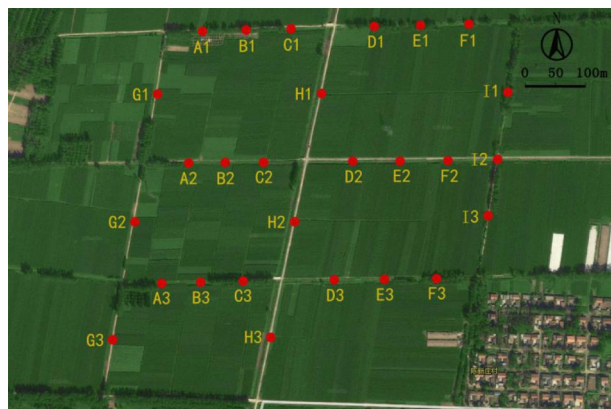 N
0 50 100m
A1 B1 C1 D1 E1 F1
G1 H1 I1
A2 B2 C2 D2 E2 F2 I2
G2 H2 I3
A3 B3 C3 D3 E3 F3
G3 H3